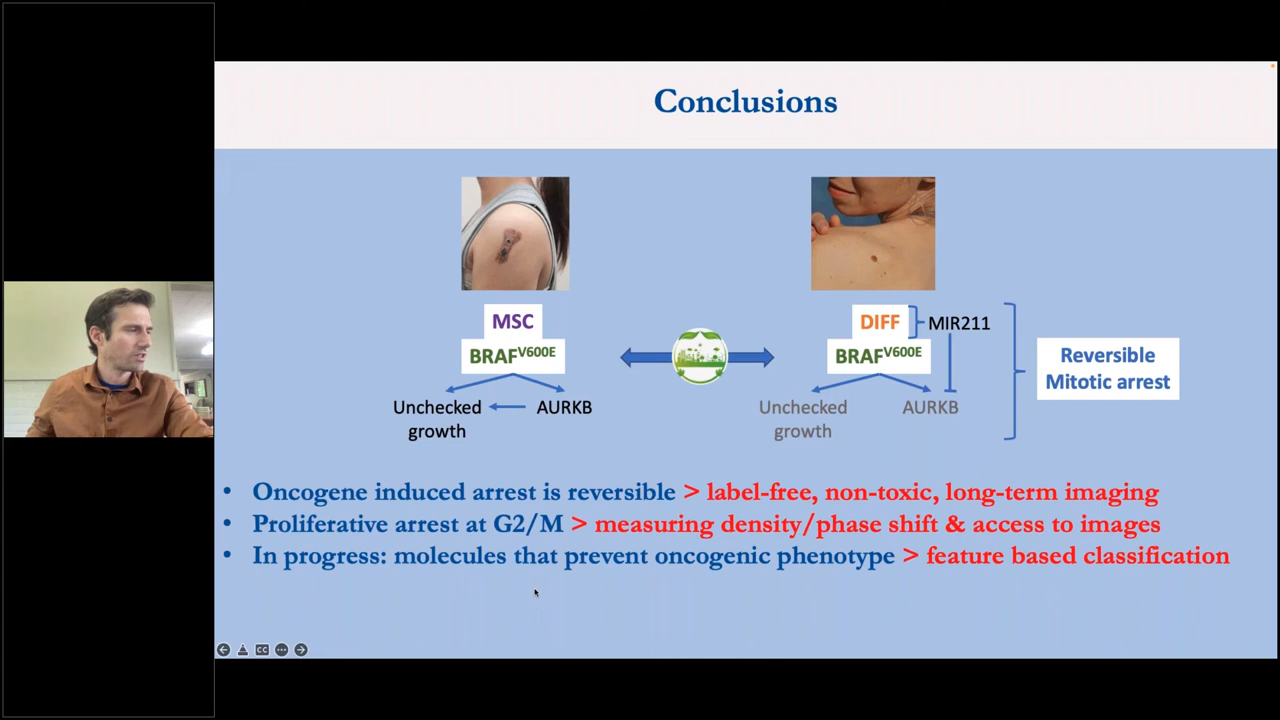 Conclusions
MSC
BRAFV600E
Unchecked
growth
AURKB
DIFF
MIR211
BRAFV600E
Unchecked
growth
AURKB
Reversible
Mitotic arrest
• Oncogene induced arrest is reversible > label-free, non-toxic, long-term imaging
• Proliferative arrest at G2/M > measuring density/phase shift & access to images
• In progress: molecules that prevent oncogenic phenotype > feature based classification
CC